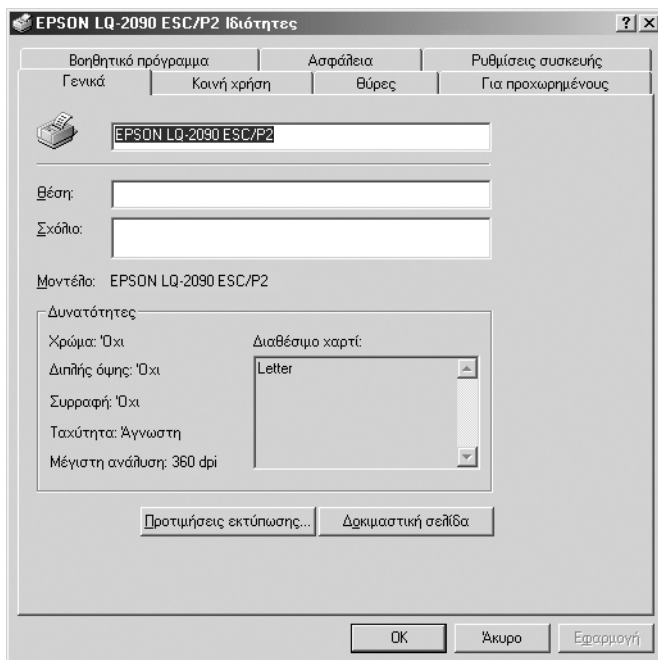 EPSON LQ-2090 ESC/P2 Ιδιότητες
Βοηθητικό πρόγραμμα Ασφάλεια Ρυθμίσεις συσκευής
Γενικά Κοινή χρήση Θύρες Για προχωρημένους
EPSON LQ-2090 ESC/P2
Θέση:
Σχόλιο:
Μοντέλο: EPSON LQ-2090 ESC/P2
Δυνατότητες
Χρώμα: Όχι Διαθέσιμο χαρτί:
Διπλής όψης: Όχι Letter
Συρραφή: Όχι
Ταχύτητα: Άγνωστη
Μέγιστη ανάλυση: 360 dpi
Προτιμήσεις εκτύπωσης... Δοκιμαστική σελίδα
OK Άκυρο Εφαρμογή